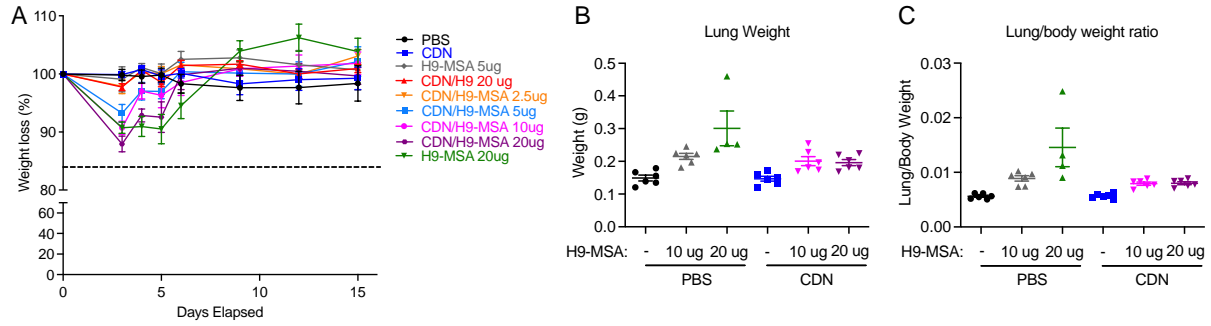 A
110
100
90
80
60
40
20
0
Weight loss (%)
0
5
10
15
Days Elapsed
PBS
CDN
H9-MSA 5ug
CDN/H9 20 ug
CDN/H9-MSA 2.5ug
CDN/H9-MSA 5ug
CDN/H9-MSA 10ug
CDN/H9-MSA 20ug
H9-MSA 20ug
B
Lung Weight
Weight (g)
0.5
0.4
0.3
0.2
0.1
0.0
H9-MSA: - 10 ug 20 ug - 10 ug 20 ug
PBS CDN
C
Lung/body weight ratio
Lung/Body Weight
0.03
0.02
0.01
0.00
H9-MSA: - 10 ug 20 ug - 10 ug 20 ug
PBS CDN